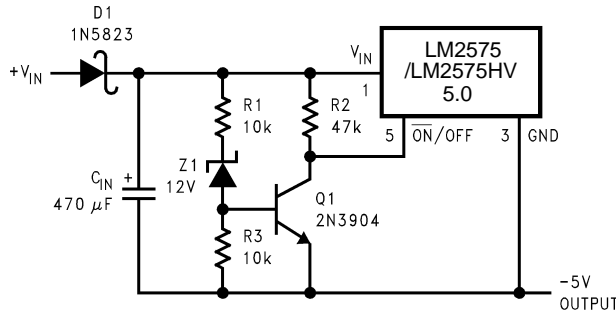 D1
1N5823
+VIN
VIN
1
LM2575
/LM2575HV
5.0
R1
10k
R2
47k
5
ON/OFF
3
GND
Z1
12V
CIN
+
470 μF
Q1
2N3904
R3
10k
–5V
OUTPUT